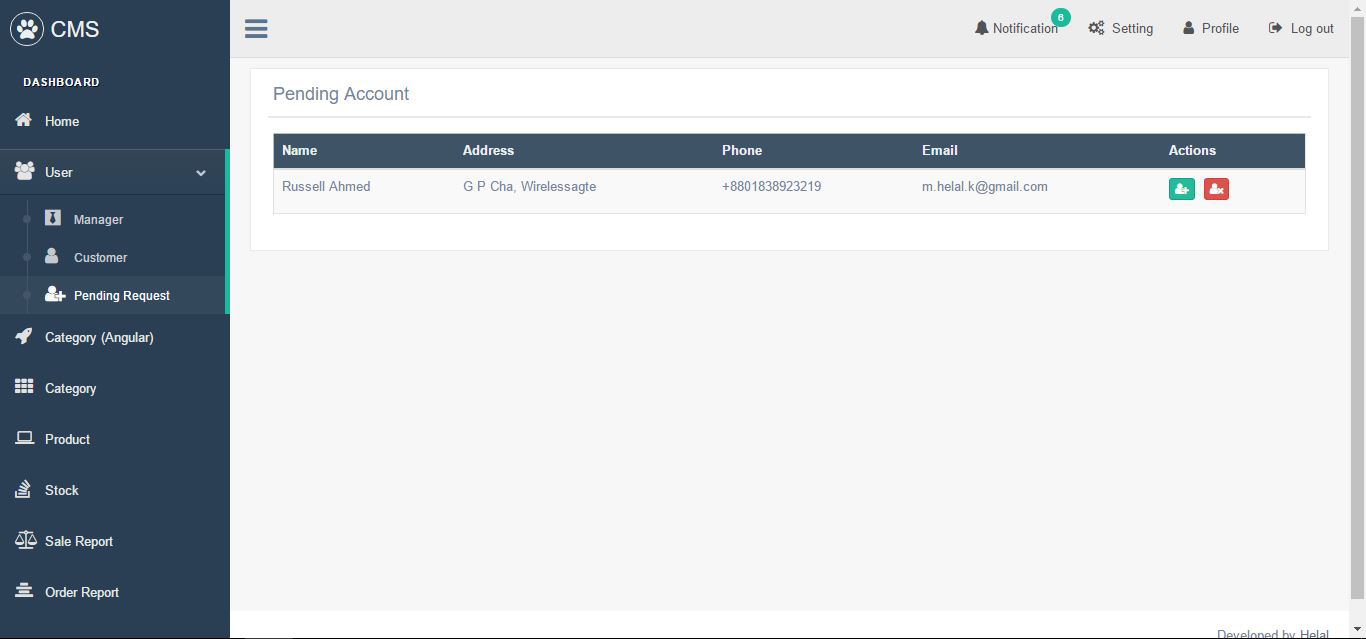 CMS
Notification 6
Setting
Profile
Log out
DASHBOARD
Home
User
Manager
Customer
Pending Request
Category (Angular)
Category
Product
Stock
Sale Report
Order Report
Pending Account
Name Address Phone Email Actions
Russell Ahmed G P Cha, Wirelessagte +8801838923219 m.helal.k@gmail.com
Developed by Helal